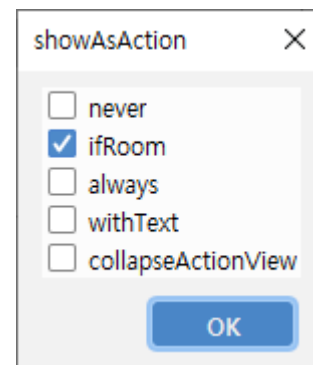 showAsAction
never
ifRoom
always
withText
collapseActionView
OK